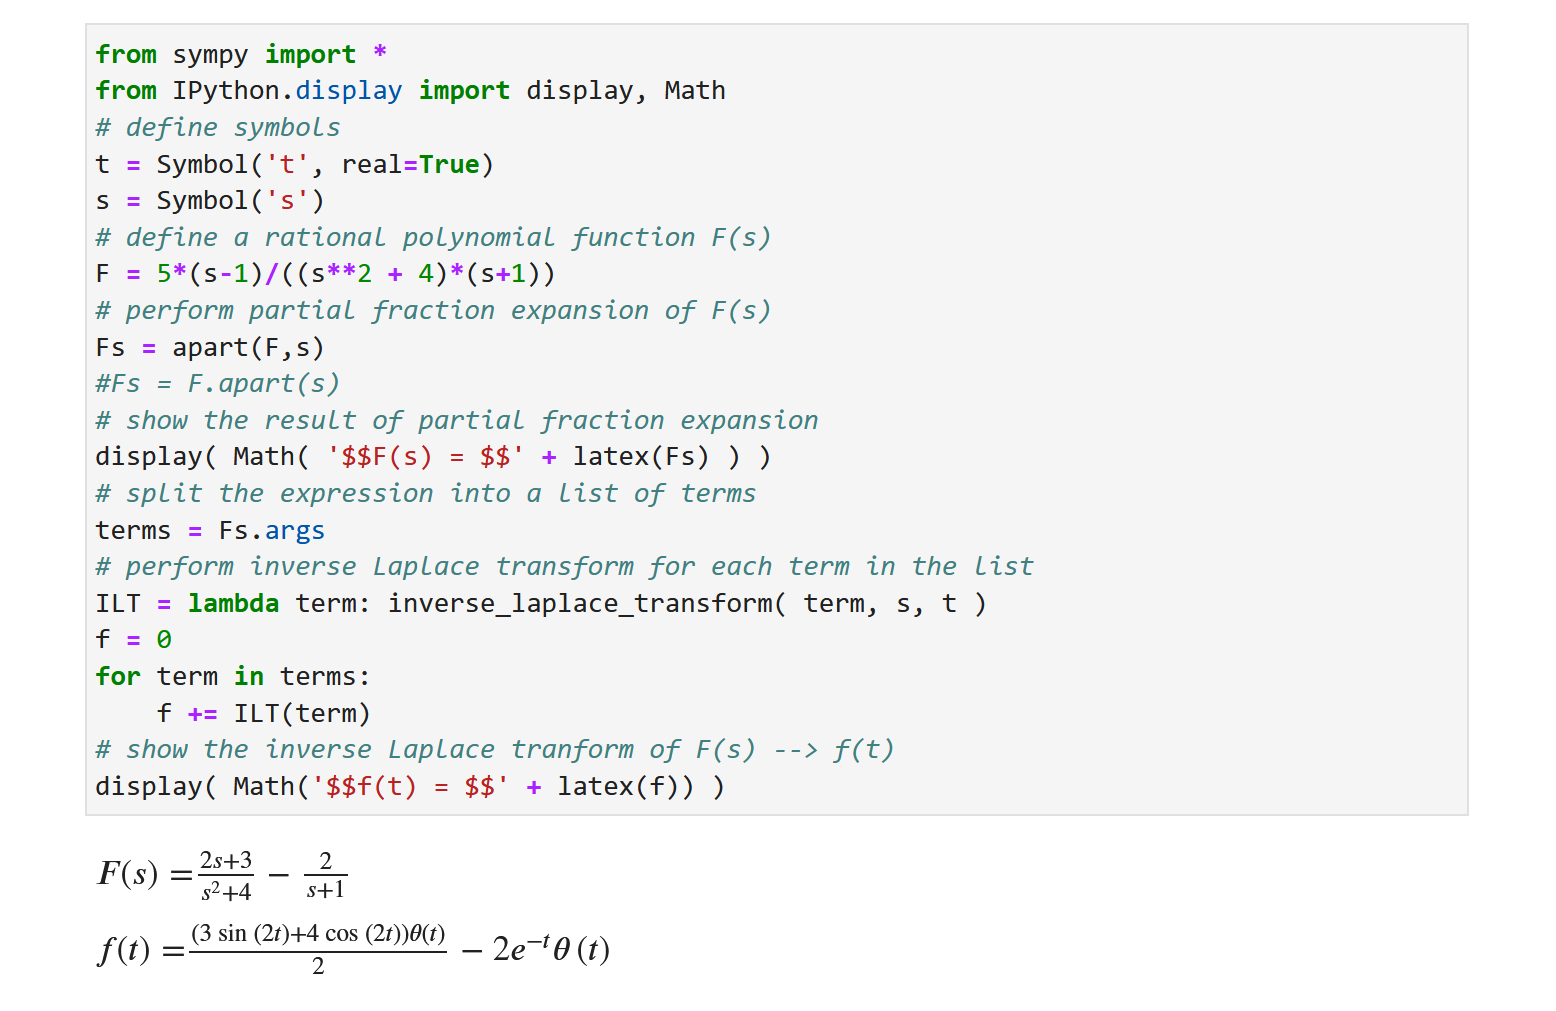 from sympy import *
from IPython.display import display, Math
# define symbols
t = Symbol('t', real=True)
s = Symbol('s')
# define a rational polynomial function F(s)
F = 5*(s-1)/((s**2 + 4)*(s+1))
# perform partial fraction expansion of F(s)
Fs = apart(F,s)
#Fs = F.apart(s)
# show the result of partial fraction expansion
display( Math( '$$F(s) = $$' + latex(Fs) ) )
# split the expression into a list of terms
terms = Fs.args
# perform inverse Laplace transform for each term in the list
ILT = lambda term: inverse_laplace_transform( term, s, t )
f = 0
for term in terms:
    f += ILT(term)
# show the inverse Laplace tranform of F(s) --> f(t)
display( Math('$$f(t) = $$' + latex(f)) )
F(s) = \frac{2s+3}{s^2+4} − \frac{2}{s+1}
f(t) = \frac{(3 sin (2t)+4 cos (2t))θ(t)}{2} − 2e^{−t}θ (t)